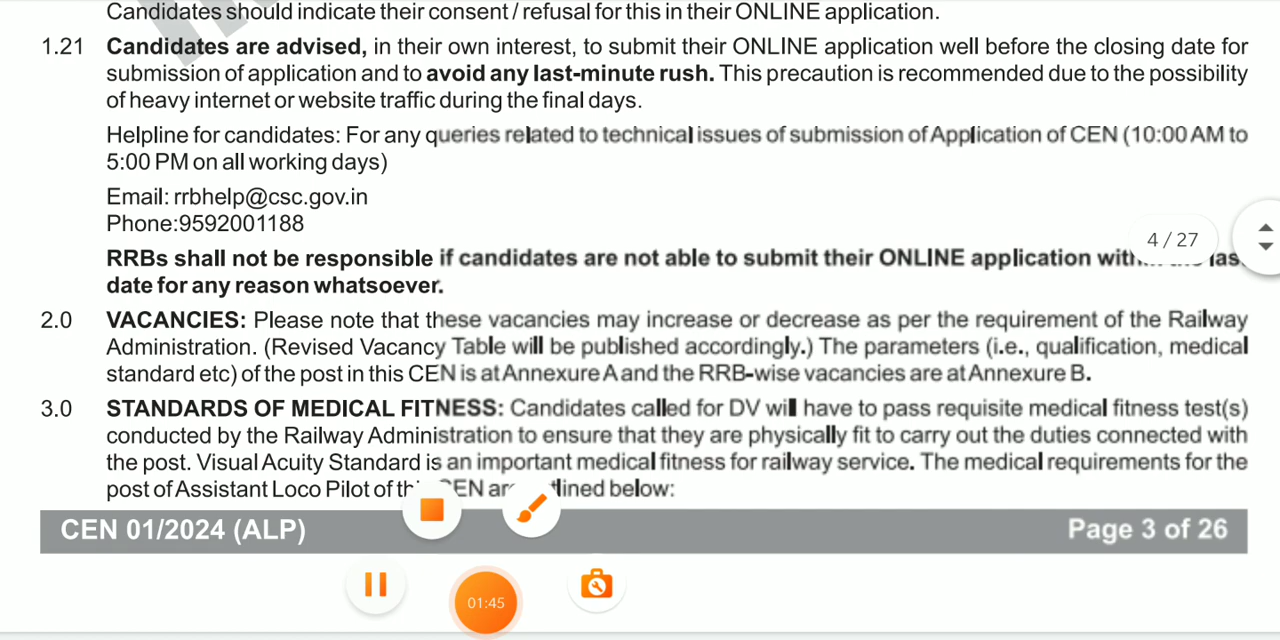 Candidates should indicate their consent / refusal for this in their ONLINE application.
1.21 Candidates are advised, in their own interest, to submit their ONLINE application well before the closing date for
submission of application and to avoid any last-minute rush. This precaution is recommended due to the possibility
of heavy internet or website traffic during the final days.
Helpline for candidates: For any queries related to technical issues of submission of Application of CEN (10:00 AM to
5:00 PM on all working days)
Email: rrbhelp@csc.gov.in
Phone:9592001188
4 / 27
RRBs shall not be responsible if candidates are not able to submit their ONLINE application
date for any reason whatsoever.
2.0 VACANCIES: Please note that these vacancies may increase or decrease as per the requirement of the Railway
Administration. (Revised Vacancy Table will be published accordingly.) The parameters (i.e., qualification, medical
standard etc) of the post in this CEN is at Annexure A and the RRB-wise vacancies are at Annexure B.
3.0 STANDARDS OF MEDICAL FITNESS: Candidates called for DV will have to pass requisite medical fitness test(s)
conducted by the Railway Administration to ensure that they are physically fit to carry out the duties connected with
the post. Visual Acuity Standard is an important medical fitness for railway service. The medical requirements for the
post of Assistant Loco Pilot of below:
CEN 01/2024 (ALP) Page 3 of 26
01:45